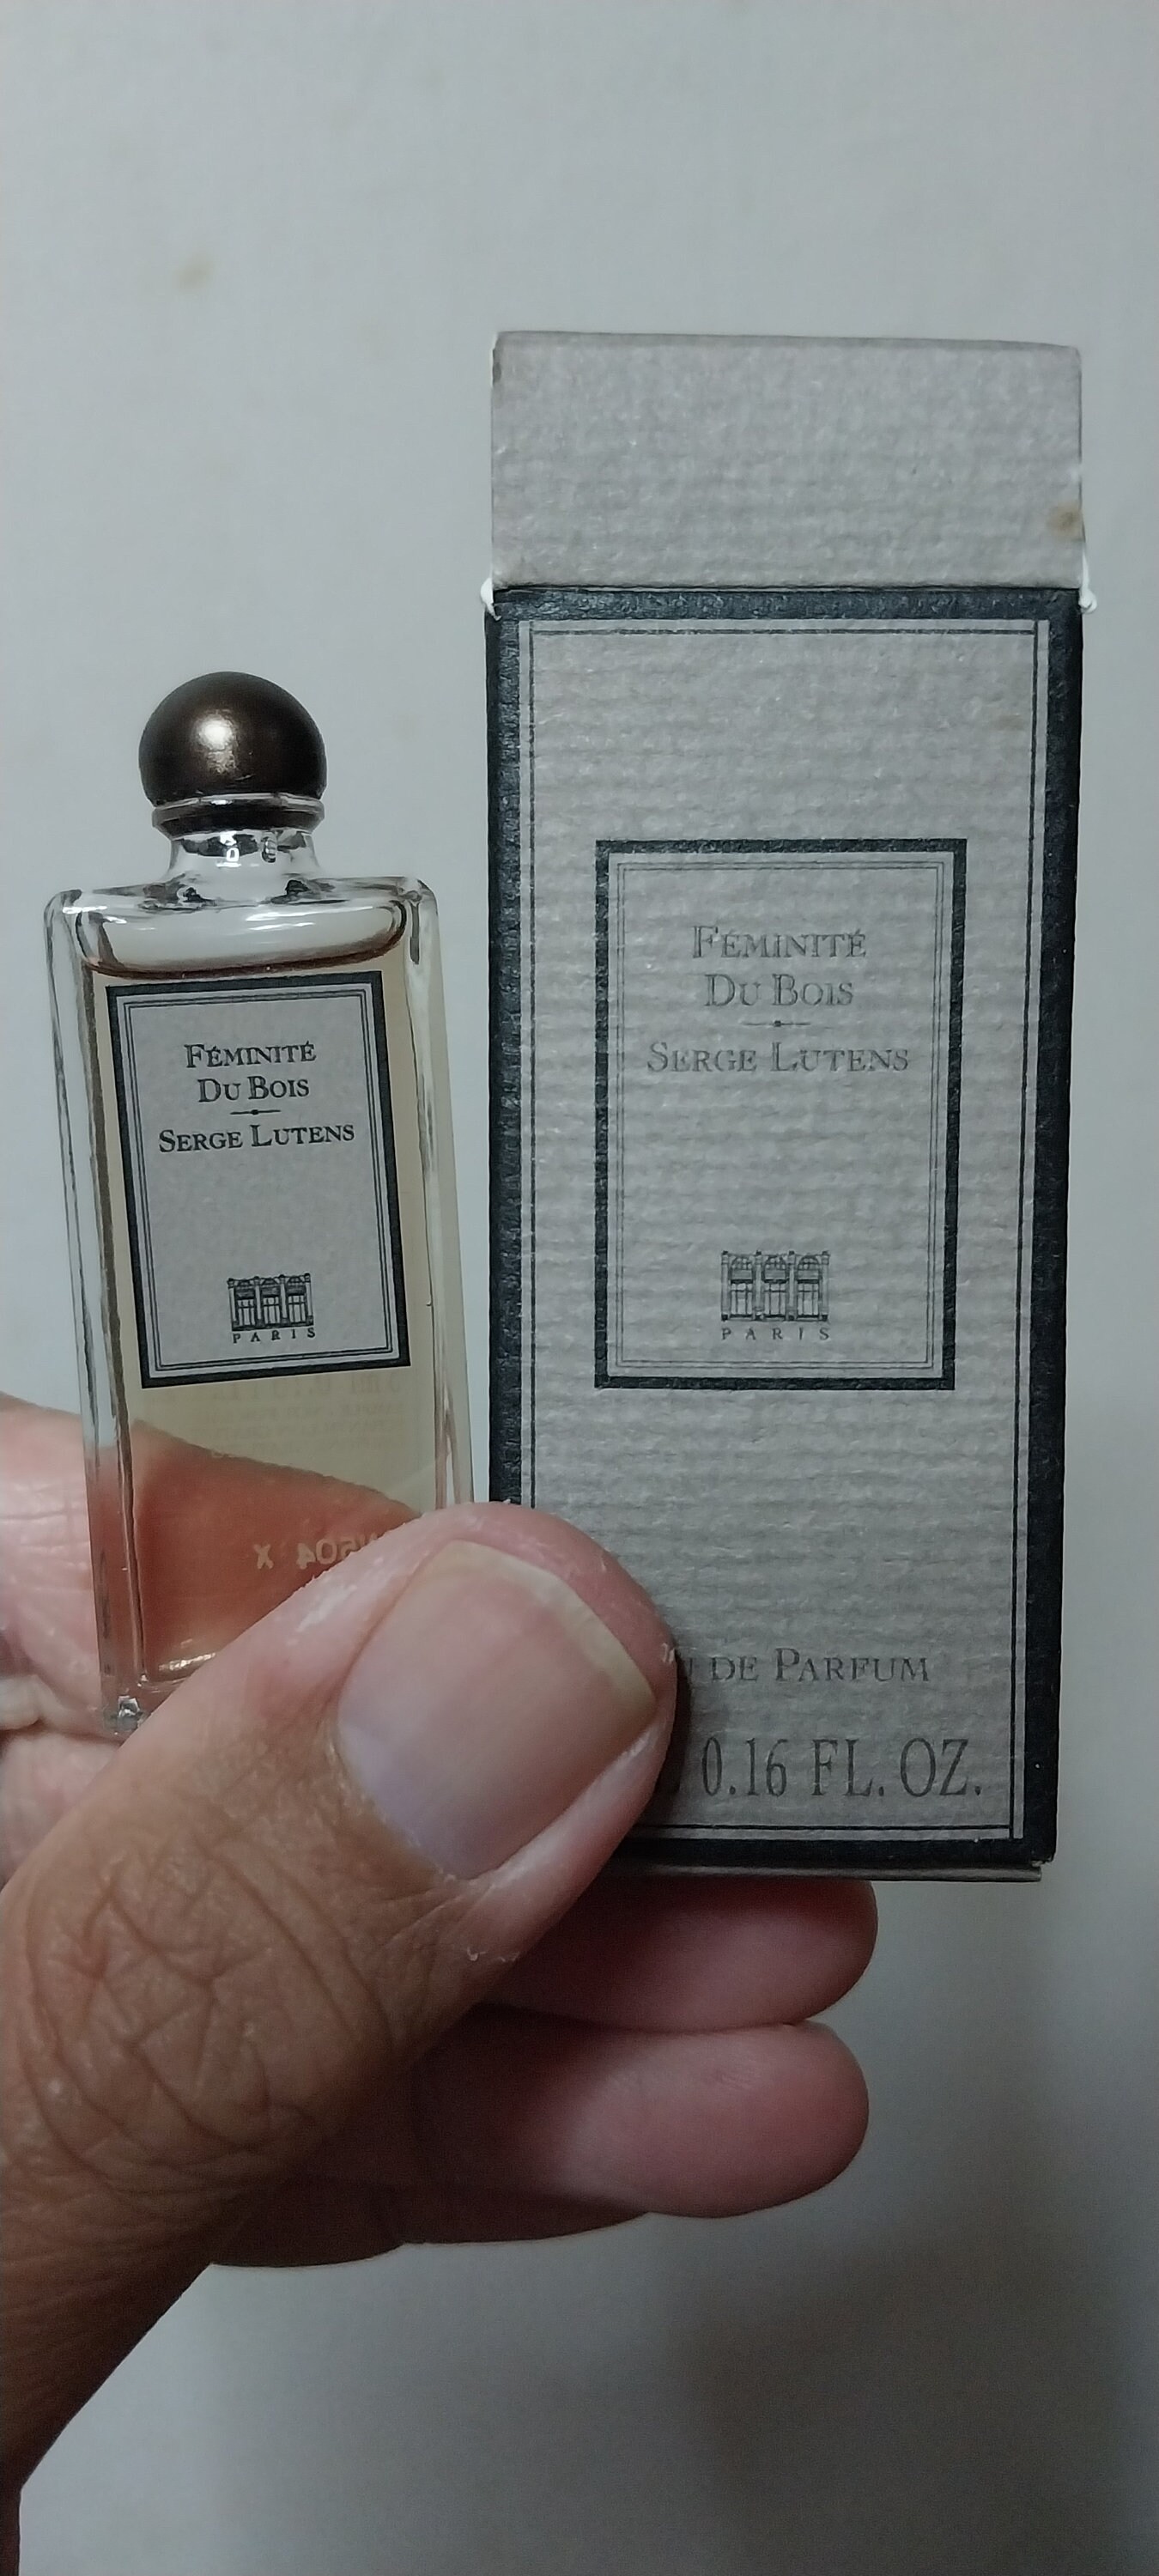 FÉMINITÉ
DU BOIS
SERGE LUTENS
PARIS
FÉMINITÉ
DU BOIS
SERGE LUTENS
PARIS
DE PARFUM
0.16 FL. OZ.